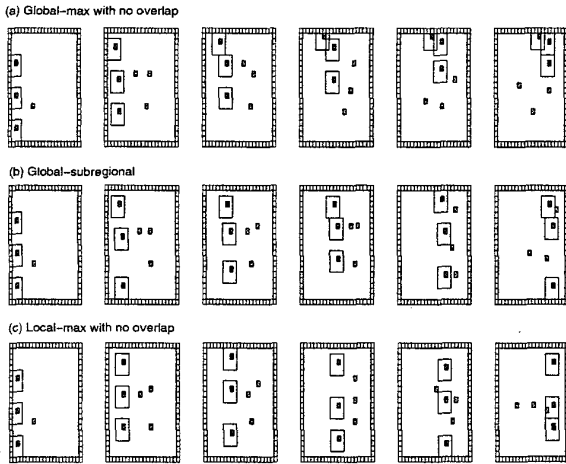 (a) Global-max with no overlap
(b) Global-subregional
(c) Local-max with no overlap